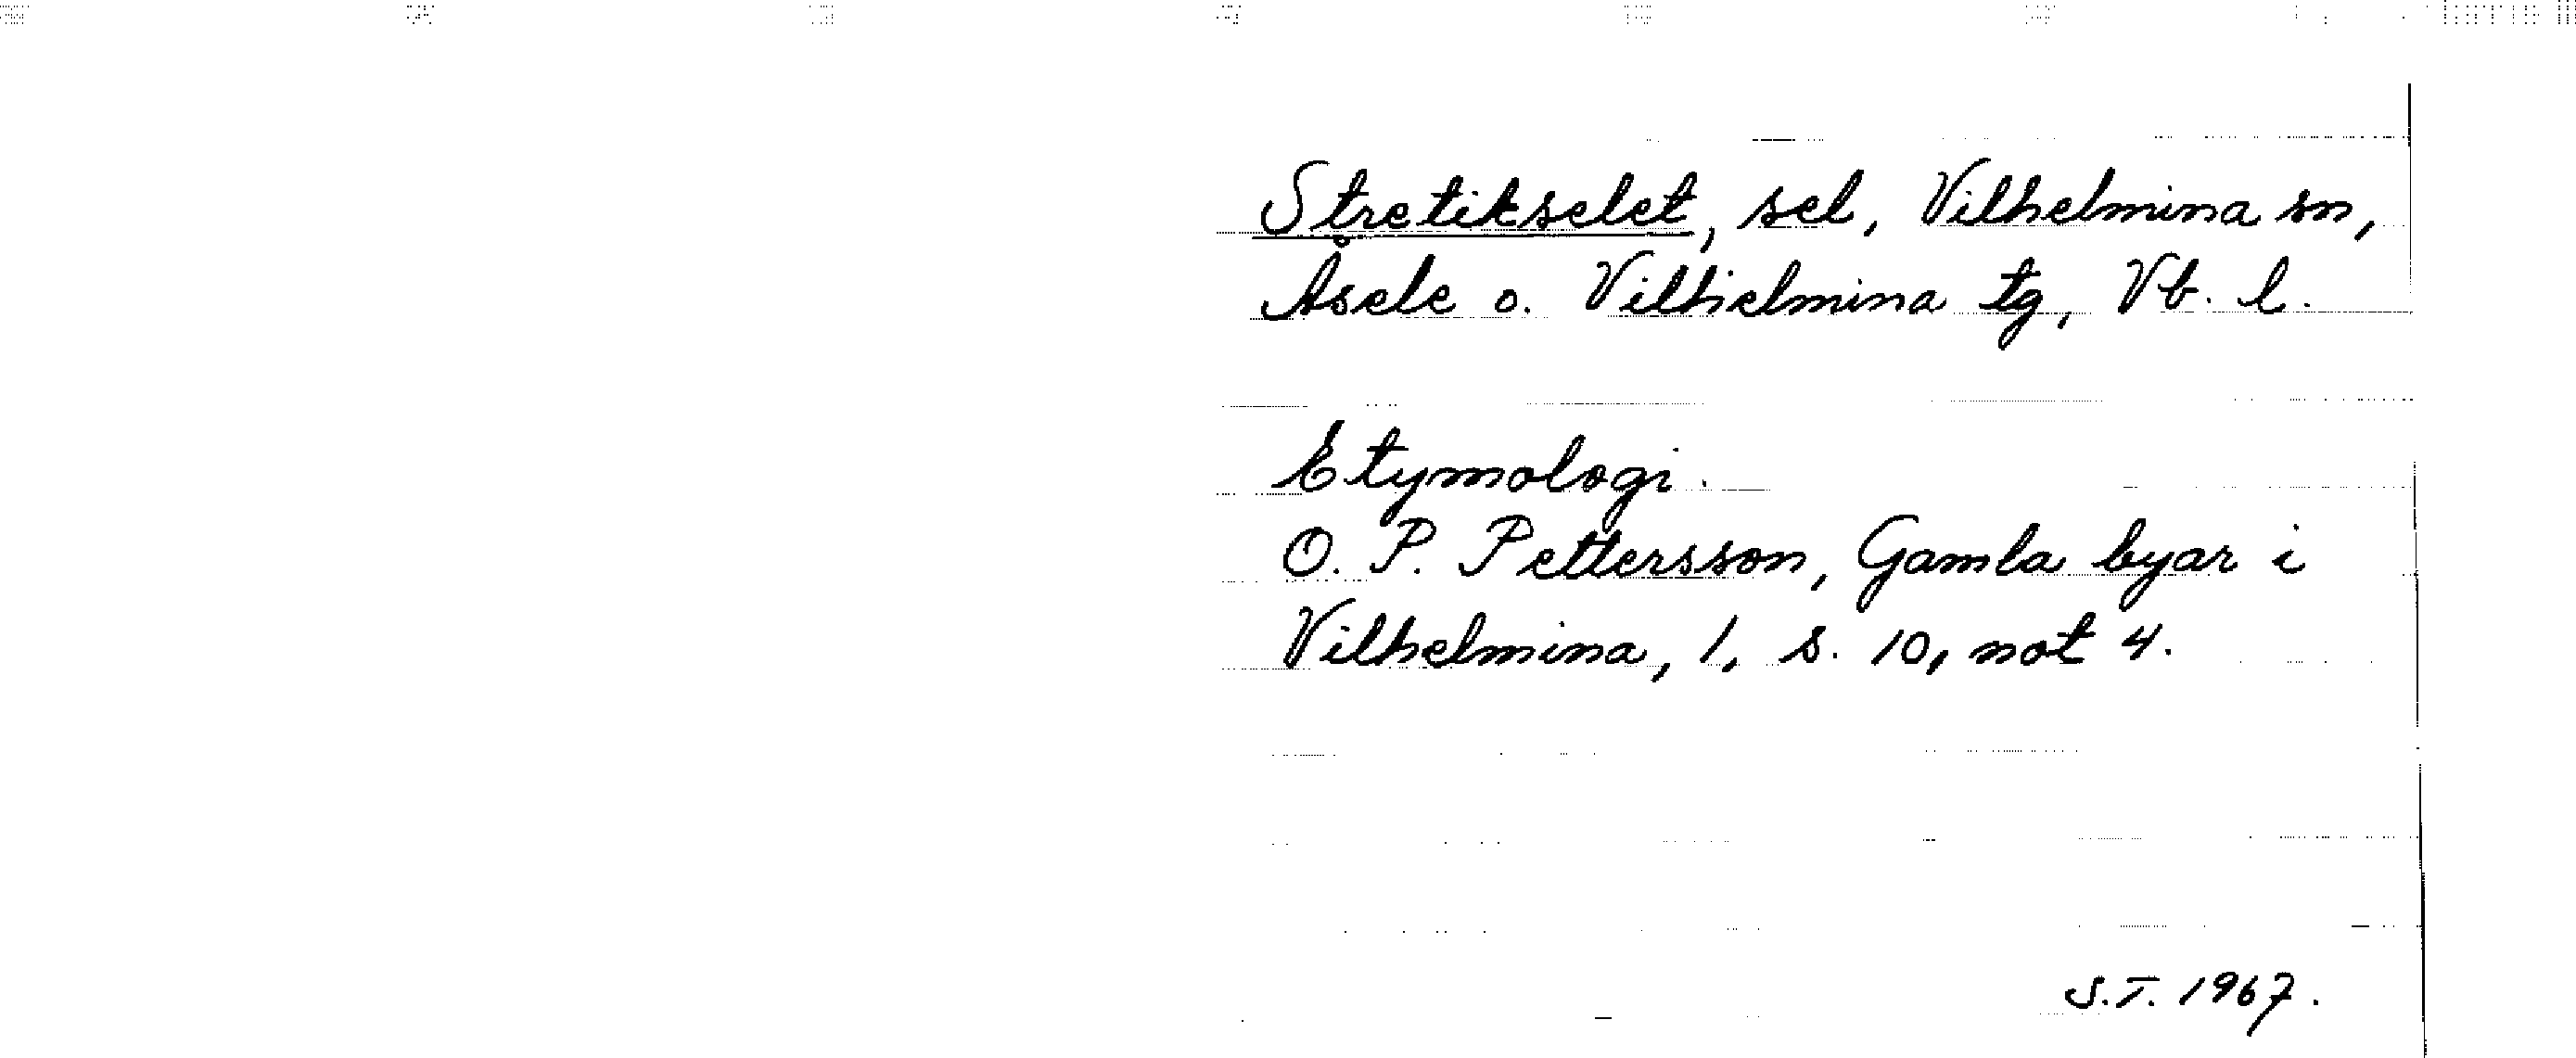 Stretikselet, sel, Vilhelmina sn,
Åsele o. Vilhelmina tg, Vb. l.
Etymologi.
O. P. Pettersson, Gamla byar i
Vilhelmina, 1, s. 10, not 4.
S.T. 1967.